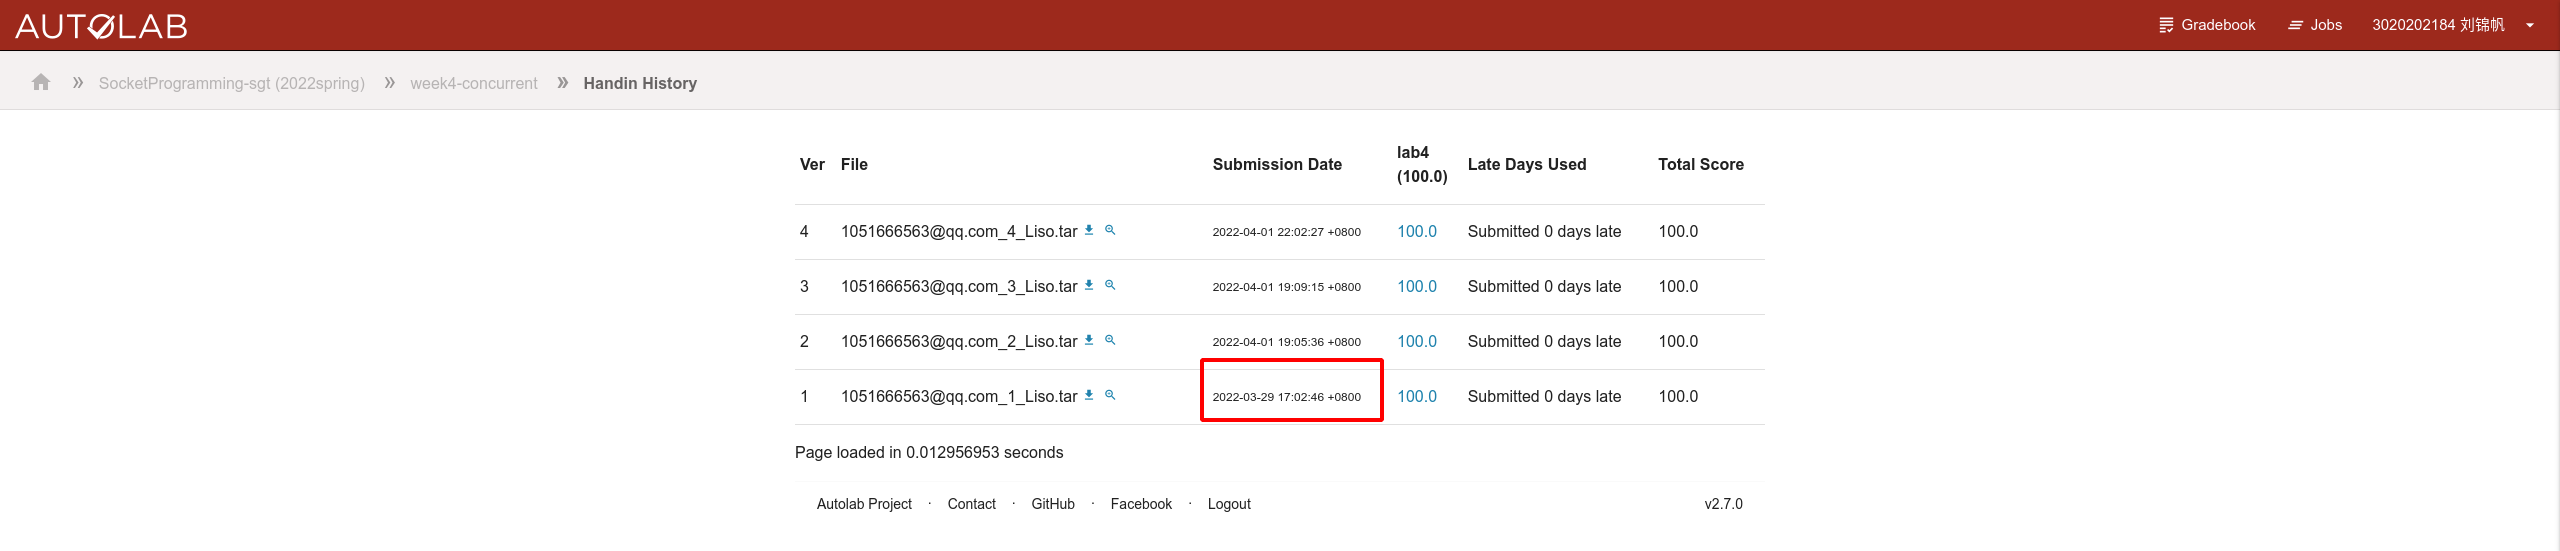 AUTOLAB
Gradebook Jobs 3020202184 刘锦帆
» SocketProgramming-sgt (2022spring) » week4-concurrent » Handin History
Ver File Submission Date lab4 (100.0) Late Days Used Total Score
4 1051666563@qq.com_4_Liso.tar 2022-04-01 22:02:27 +0800 100.0 Submitted 0 days late 100.0
3 1051666563@qq.com_3_Liso.tar 2022-04-01 19:09:15 +0800 100.0 Submitted 0 days late 100.0
2 1051666563@qq.com_2_Liso.tar 2022-04-01 19:05:36 +0800 100.0 Submitted 0 days late 100.0
1 1051666563@qq.com_1_Liso.tar 2022-03-29 17:02:46 +0800 100.0 Submitted 0 days late 100.0
Page loaded in 0.012956953 seconds
Autolab Project · Contact · GitHub · Facebook · Logout v2.7.0